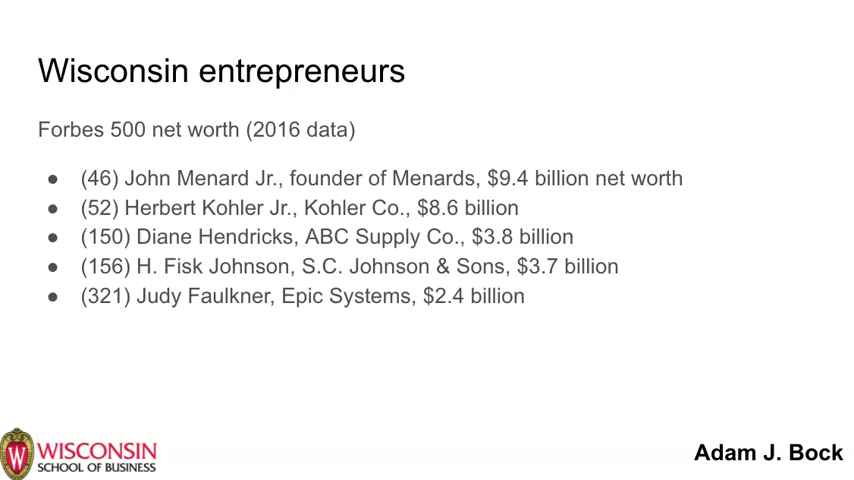 Wisconsin entrepreneurs
Forbes 500 net worth (2016 data)
● (46) John Menard Jr., founder of Menards, $9.4 billion net worth
● (52) Herbert Kohler Jr., Kohler Co., $8.6 billion
● (150) Diane Hendricks, ABC Supply Co., $3.8 billion
● (156) H. Fisk Johnson, S.C. Johnson & Sons, $3.7 billion
● (321) Judy Faulkner, Epic Systems, $2.4 billion
W
WISCONSIN
SCHOOL OF BUSINESS
Adam J. Bock